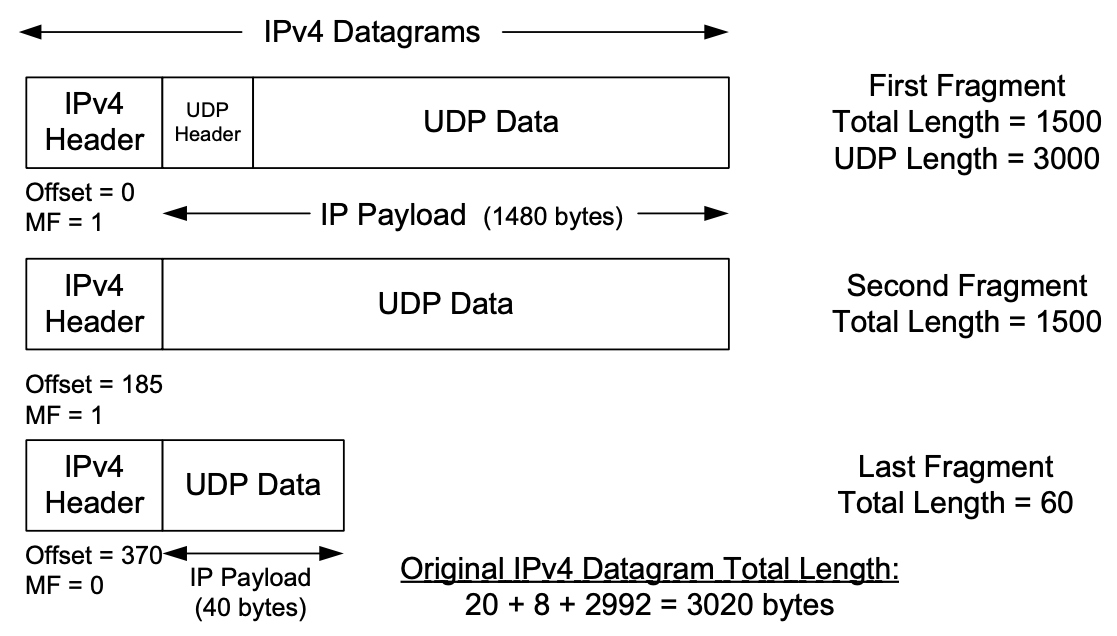 IPv4 Datagrams
IPv4
Header
UDP
Header
UDP Data
First Fragment
Total Length = 1500
UDP Length = 3000
Offset = 0
MF = 1
IP Payload (1480 bytes)
IPv4
Header
UDP Data
Second Fragment
Total Length = 1500
Offset = 185
MF = 1
IPv4
Header
UDP Data
Last Fragment
Total Length = 60
Offset = 370
MF = 0
IP Payload
(40 bytes)
Original IPv4 Datagram Total Length:
20 + 8 + 2992 = 3020 bytes